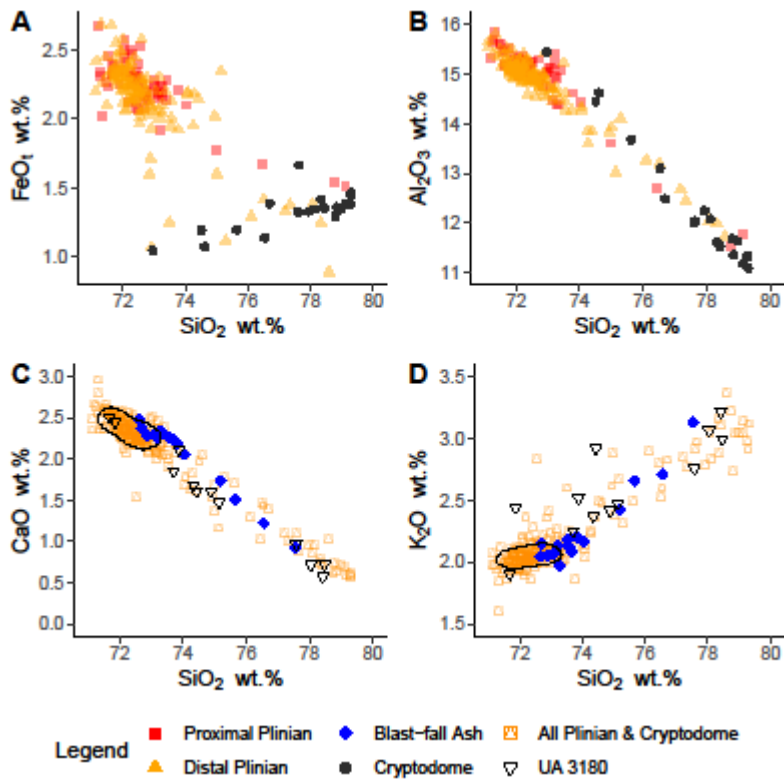 A
2.5
2.0
1.5
1.0
FeOt wt.%
72 74 76 78 80
SiO2 wt.%
B
16
15
14
13
12
11
Al2O3 wt.%
72 74 76 78 80
SiO2 wt.%
C
3.0
2.5
2.0
1.5
1.0
0.5
0.0
CaO wt.%
72 74 76 78 80
SiO2 wt.%
D
3.5
3.0
2.5
2.0
1.5
K2O wt.%
72 74 76 78 80
SiO2 wt.%
Legend
Proximal Plinian
Blast-fall Ash
All Plinian & Cryptodome
Distal Plinian
Cryptodome
UA 3180